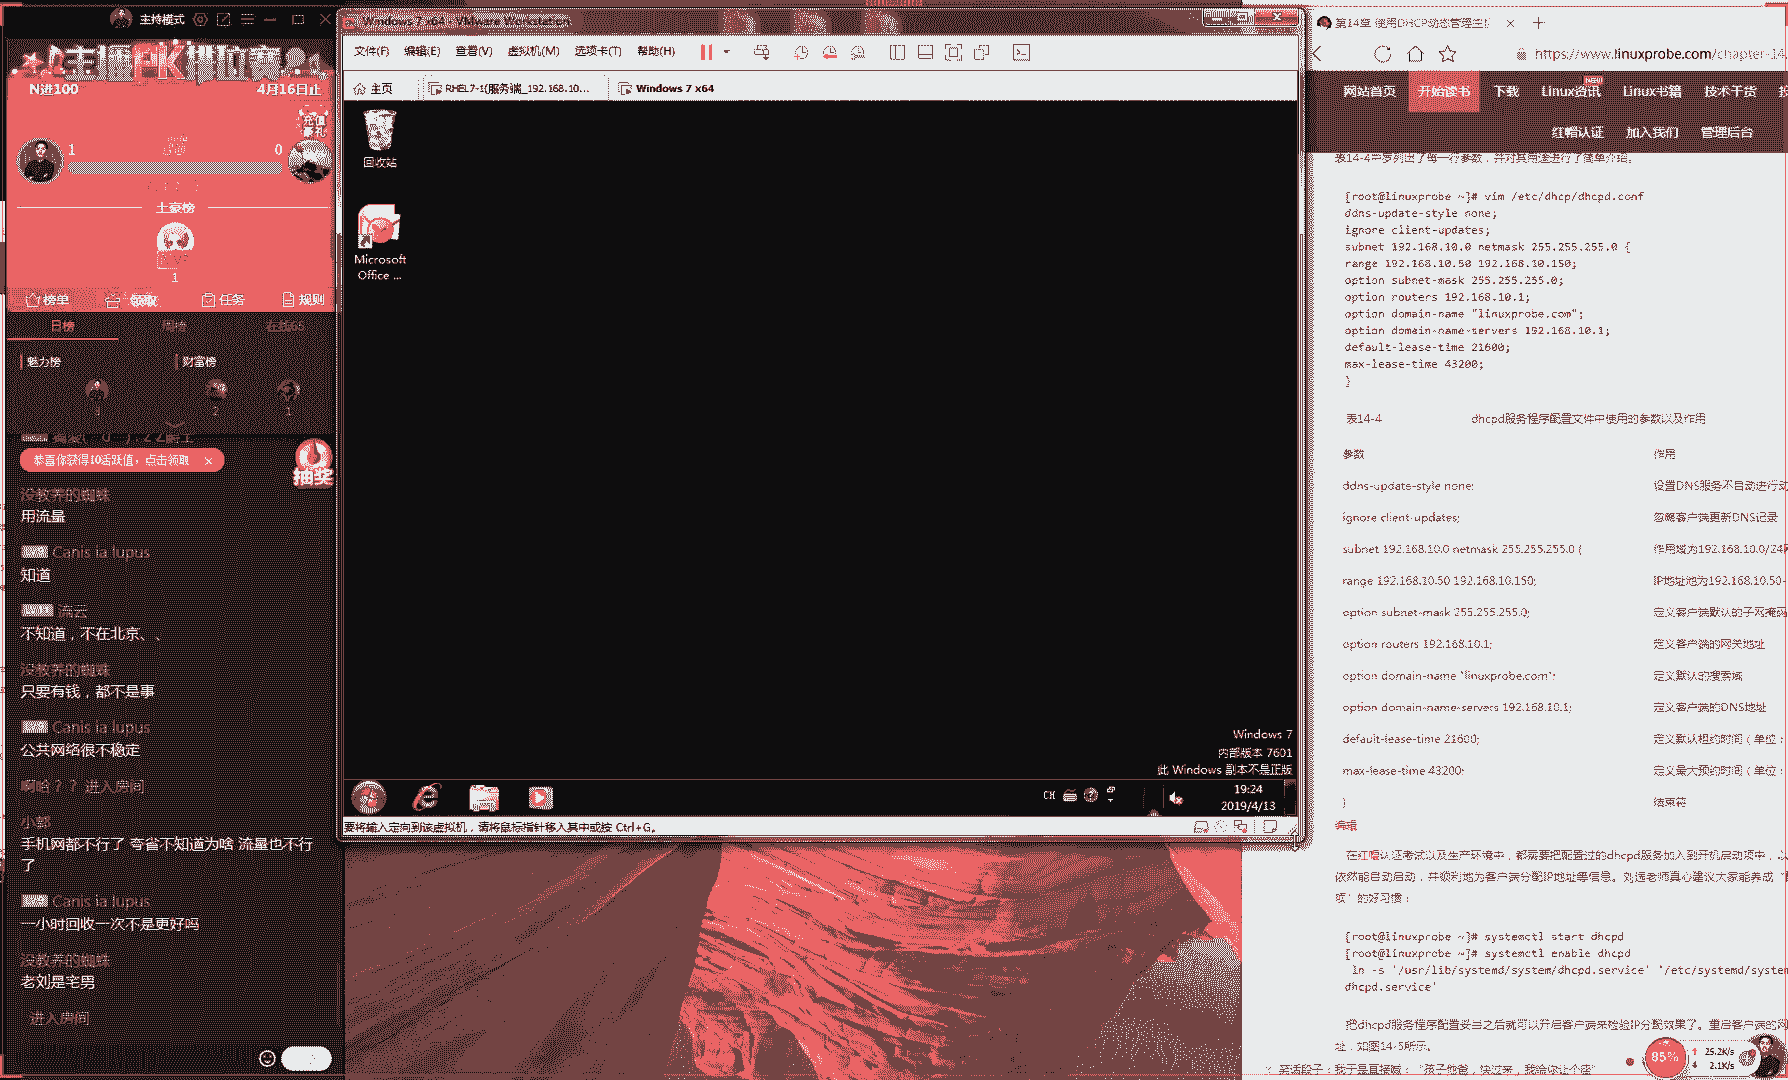 主持模式
主播PK排位赛
N进100
4月16日止
充值豪礼
1
0
土豪榜
1
榜单
领取
任务
规则
日榜
周榜
在线65
魅力榜
财富榜
2
1
恭喜你获得10活跃值，点击领取
抽奖
没教养的蜘蛛
用流量
Canis ia lupus
知道
流云
不知道，不在北京、、
没教养的蜘蛛
只要有钱，都不是事
Canis ia lupus
公共网络很不稳定
啊哈？？ 进入房间
小郭
手机网都不行了 夸省不知道为啥 流量也不行
了
Canis ia lupus
一小时回收一次不是更好吗
没教养的蜘蛛
老刘是宅男
进入房间
文件(F) 编辑(E) 查看(V) 虚拟机(M) 选项卡(T) 帮助(H)
主页
RHEL7-1(服务端_192.168.10...
Windows 7 x64
回收站
Microsoft
Office ...
Windows 7
内部版本 7601
此 Windows 副本不是正版
CH
19:24
2019/4/13
要将输入定向到该虚拟机，请将鼠标指针移入其中或按 Ctrl+G。
第14章 使用DHCP动态管理主
https://www.linuxprobe.com/chapter-14
网站首页 开始读书 下载 Linux资讯 Linux书籍 技术干货
红帽认证 加入我们 管理后台
表14-4中罗列出了每一行参数，并对其用途进行了简单介绍。
[root@linuxprobe ~]# vim /etc/dhcp/dhcpd.conf
ddns-update-style none;
ignore client-updates;
subnet 192.168.10.0 netmask 255.255.255.0 {
range 192.168.10.50 192.168.10.150;
option subnet-mask 255.255.255.0;
option routers 192.168.10.1;
option domain-name "linuxprobe.com";
option domain-name-servers 192.168.10.1;
default-lease-time 21600;
max-lease-time 43200;
}
表14-4 dhcpd服务程序配置文件中使用的参数以及作用
参数 作用
ddns-update-style none; 设置DNS服务不自动进行动
ignore client-updates; 忽略客户端更新DNS记录
subnet 192.168.10.0 netmask 255.255.255.0 { 作用域为192.168.10.0/24
range 192.168.10.50 192.168.10.150; IP地址池为192.168.10.50-
option subnet-mask 255.255.255.0; 定义客户端默认的子网掩码
option routers 192.168.10.1; 定义客户端的网关地址
option domain-name "linuxprobe.com"; 定义默认的搜索域
option domain-name-servers 192.168.10.1; 定义客户端的DNS地址
default-lease-time 21600; 定义默认租约时间（单位：
max-lease-time 43200; 定义最大预约时间（单位：
} 结束符
编辑
在红帽认证考试以及生产环境中，都需要把配置过的dhcpd服务加入到开机启动项中，以
依然能自动启动，并顺利地为客户端分配IP地址等信息。刘遄老师真心建议大家能养成“
项”的好习惯：
[root@linuxprobe ~]# systemctl start dhcpd
[root@linuxprobe ~]# systemctl enable dhcpd
ln -s '/usr/lib/systemd/system/dhcpd.service' '/etc/systemd/system
dhcpd.service'
把dhcpd服务程序配置妥当之后就可以开启客户端来检验IP分配效果了。重启客户端的网
址，如图14-5所示。
笑话段子：我于是直接喊：“孩子他爸，快过来，我给你让个座”
85%
25.2K/s
2.1K/s